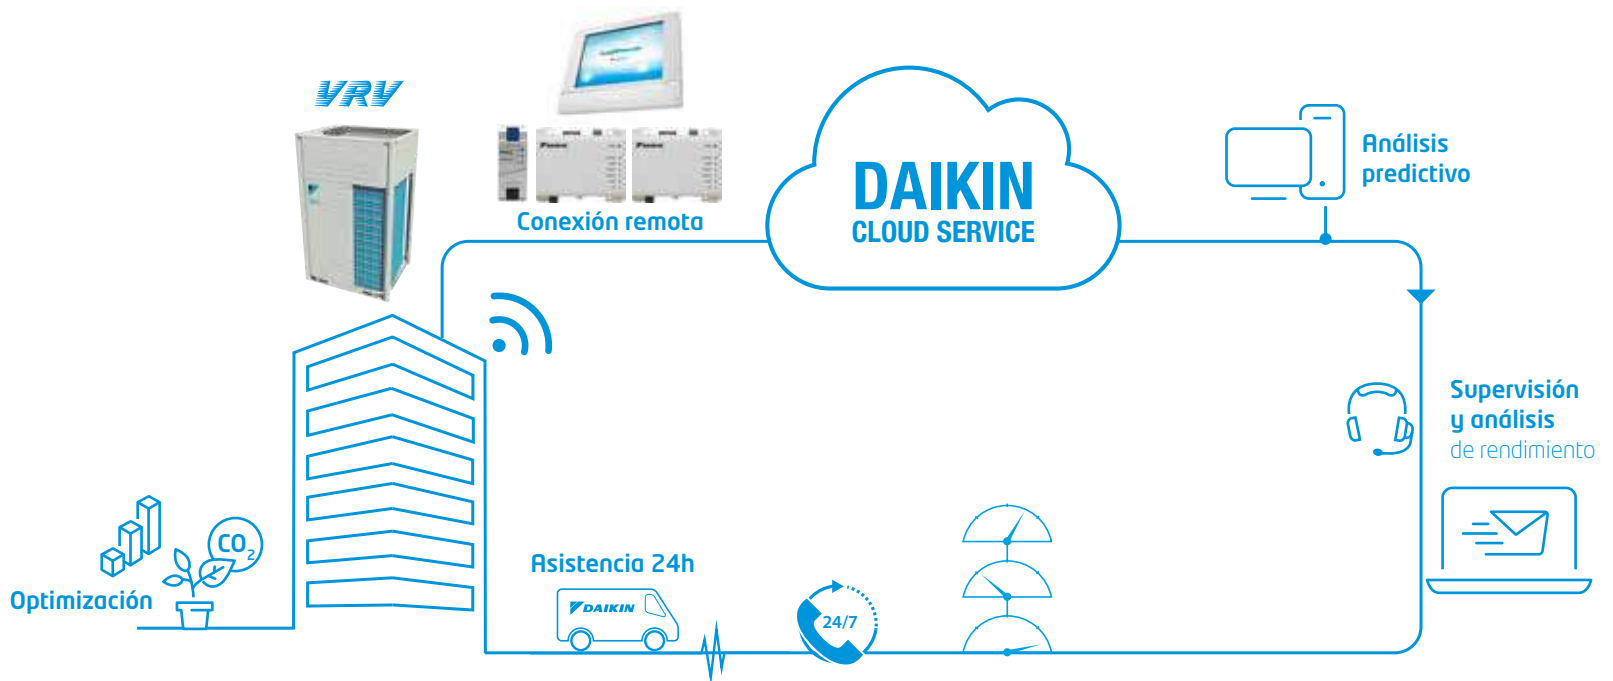 VRV
Conexión remota
DAIKIN
CLOUD SERVICE
Análisis
predictivo
Supervisión
y análisis
de rendimiento
CO2
Optimización
Asistencia 24h
DAIKIN
24/7